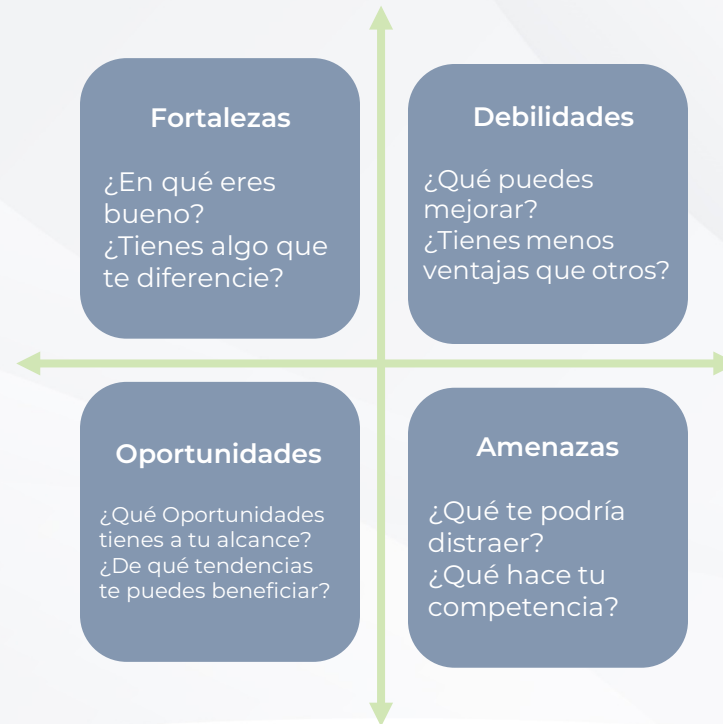 Fortalezas
¿En qué eres
bueno?
¿Tienes algo que
te diferencie?
Debilidades
¿Qué puedes
mejorar?
¿Tienes menos
ventajas que otros?
Oportunidades
¿Qué Oportunidades
tienes a tu alcance?
¿De qué tendencias
te puedes beneficiar?
Amenazas
¿Qué te podría
distraer?
¿Qué hace tu
competencia?